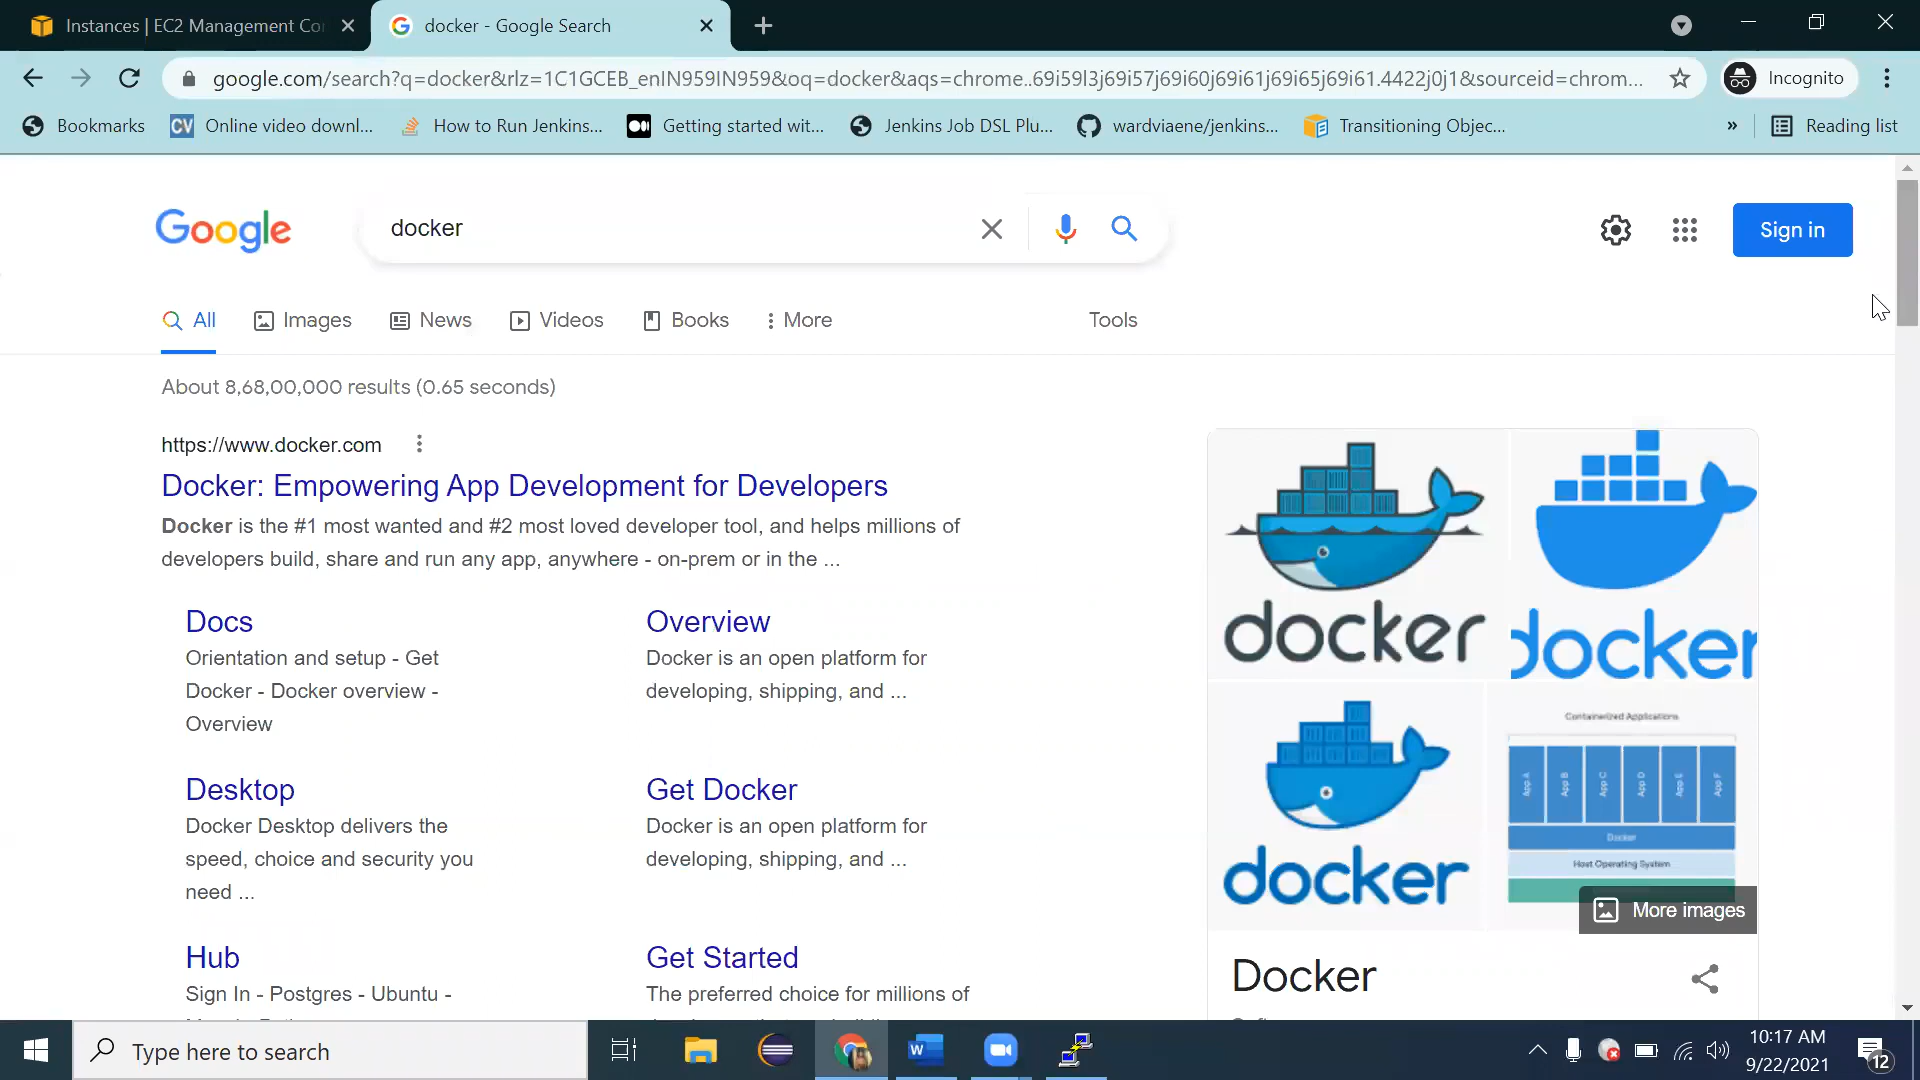 Instances | EC2 Management Co
docker - Google Search
google.com/search?q=docker&rlz=1C1GCEB_enIN959IN959&oq=docker&aqs=chrome..69i59l3j69i57j69i60j69i61j69i65j69i61.4422j0j1&sourceid=chrom...
Incognito
Bookmarks
CV
Online video downl...
How to Run Jenkins...
Getting started wit...
Jenkins Job DSL Plu...
wardviaene/jenkins...
Transitioning Objec...
»
Reading list
Google
docker
Sign in
All
Images
News
Videos
Books
More
Tools
About 8,68,00,000 results (0.65 seconds)
https://www.docker.com
Docker: Empowering App Development for Developers
Docker is the #1 most wanted and #2 most loved developer tool, and helps millions of
developers build, share and run any app, anywhere - on-prem or in the ...
Docs
Orientation and setup - Get
Docker - Docker overview -
Overview
Overview
Docker is an open platform for
developing, shipping, and ...
Desktop
Docker Desktop delivers the
speed, choice and security you
need ...
Get Docker
Docker is an open platform for
developing, shipping, and ...
Hub
Sign In - Postgres - Ubuntu -
Get Started
The preferred choice for millions of
docker
docker
docker
Containerized Applications
App A
App B
App C
App D
App E
App F
Docker
Host Operating System
More images
Docker
Type here to search
10:17 AM
9/22/2021
12